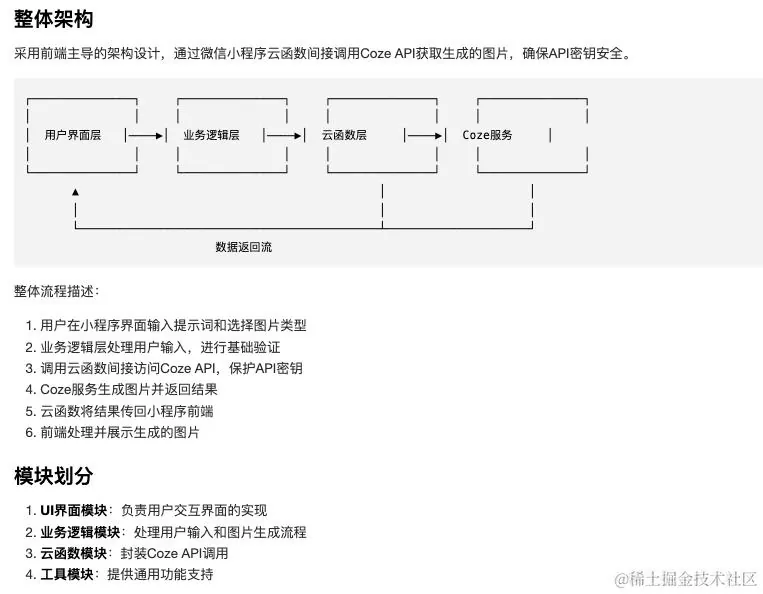 整体架构
采用前端主导的架构设计，通过微信小程序云函数间接调用Coze API获取生成的图片，确保API密钥安全。
用户界面层 业务逻辑层 云函数层 Coze服务
数据返回流
整体流程描述：
1. 用户在小程序界面输入提示词和选择图片类型
2. 业务逻辑层处理用户输入，进行基础验证
3. 调用云函数间接访问Coze API，保护API密钥
4. Coze服务生成图片并返回结果
5. 云函数将结果传回小程序前端
6. 前端处理并展示生成的图片
模块划分
1. UI界面模块：负责用户交互界面的实现
2. 业务逻辑模块：处理用户输入和图片生成流程
3. 云函数模块：封装Coze API调用
4. 工具模块：提供通用功能支持
@稀土掘金技术社区